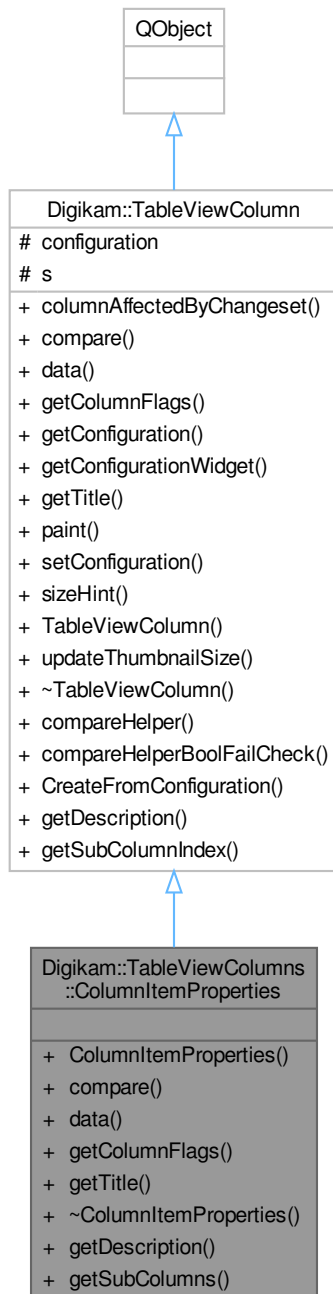 QObject
Digikam::TableViewColumn
# configuration
# s
+ columnAffectedByChangeset()
+ compare()
+ data()
+ getColumnFlags()
+ getConfiguration()
+ getConfigurationWidget()
+ getTitle()
+ paint()
+ setConfiguration()
+ sizeHint()
+ TableViewColumn()
+ updateThumbnailSize()
+ ~TableViewColumn()
+ compareHelper()
+ compareHelperBoolFailCheck()
+ CreateFromConfiguration()
+ getDescription()
+ getSubColumnIndex()
Digikam::TableViewColumns
::ColumnItemProperties
+ ColumnItemProperties()
+ compare()
+ data()
+ getColumnFlags()
+ getTitle()
+ ~ColumnItemProperties()
+ getDescription()
+ getSubColumns()